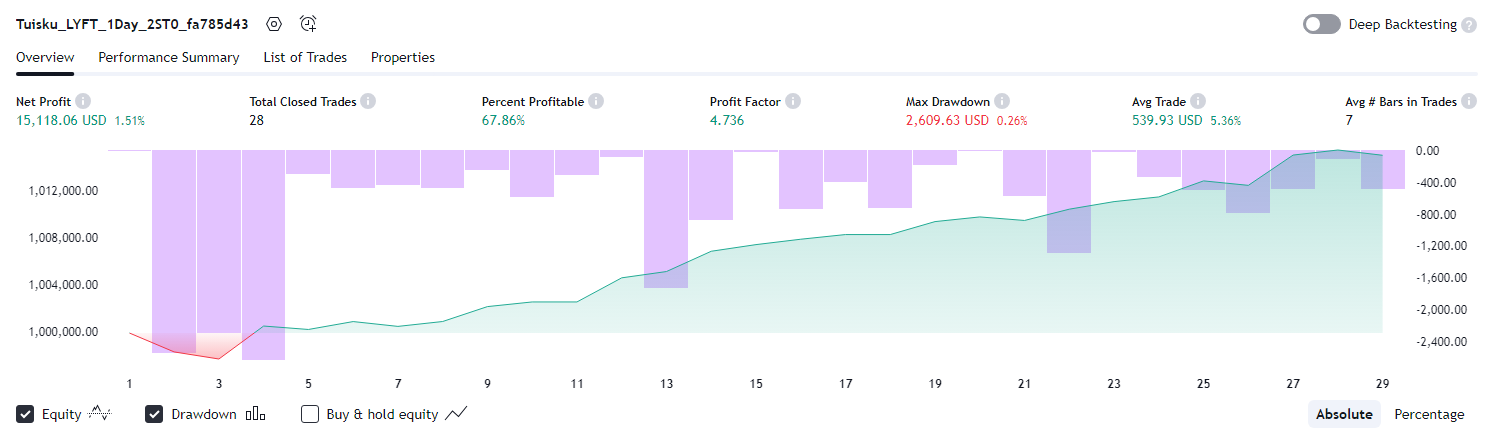 Tuisku_LYFT_1Day_2ST0_fa785d43
Deep Backtesting ?
Overview Performance Summary List of Trades Properties
Net Profit i Total Closed Trades i Percent Profitable i Profit Factor i Max Drawdown i Avg Trade i Avg # Bars in Trades i
15,118.06 USD 1.51% 28 67.86% 4.736 2,609.63 USD 0.26% 539.93 USD 5.36% 7
0.00
1,012,000.00 -400.00
-800.00
1,008,000.00 -1,200.00
1,004,000.00 -1,600.00
-2,000.00
1,000,000.00 -2,400.00
1 3 5 7 9 11 13 15 17 19 21 23 25 27 29
Equity Drawdown Buy & hold equity Absolute Percentage